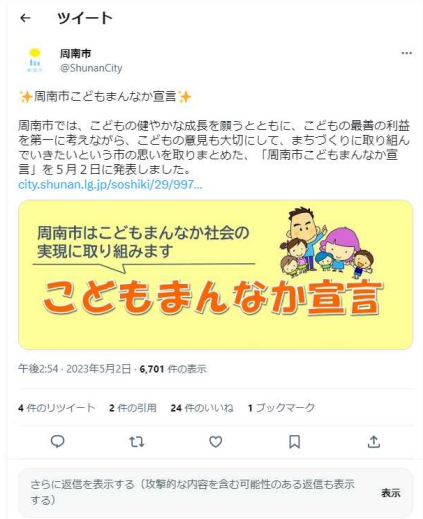 ← ツイート
周南市
@ShunanCity
✨周南市こどもまんなか宣言✨
周南市では、こどもの健やかな成長を願うとともに、こどもの最善の利益
を第一に考えながら、こどもの意見も大切にして、まちづくりに取り組ん
でいきたいという市の思いを取りまとめた、「周南市こどもまんなか宣
言」を５月２日に発表しました。
city.shunan.lg.jp/soshiki/29/997...
周南市はこどもまんなか社会の
実現に取り組みます
こどもまんなか宣言
午後2:54 · 2023年5月2日 · 6,701 件の表示
4 件のリツイート 2 件の引用 24 件のいいね 1 ブックマーク
さらに返信を表示する（攻撃的な内容を含む可能性のある返信も表示
する）
表示